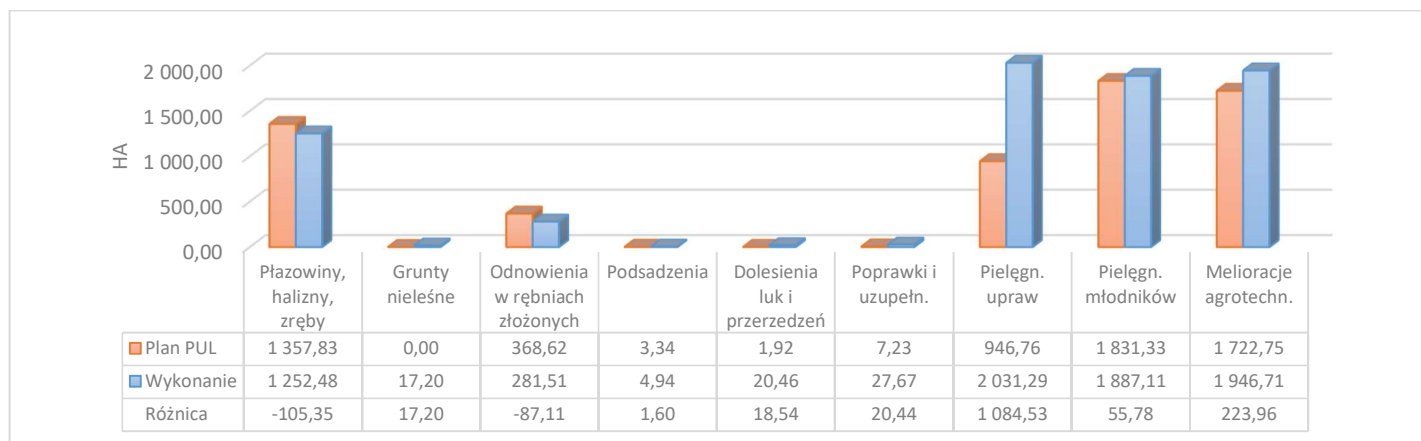 2 000,00
1 500,00
1 000,00
500,00
0,00
HA
Płazowiny, halizny, zręby
Grunty nieleśne
Odnowienia w rębniach złożonych
Podsadzenia
Dolesienia luk i przerzedzeń
Poprawki i uzupełn.
Pielęgn. upraw
Pielęgn. młodników
Melioracje agrotechn.
Plan PUL 1 357,83 0,00 368,62 3,34 1,92 7,23 946,76 1 831,33 1 722,75
Wykonanie 1 252,48 17,20 281,51 4,94 20,46 27,67 2 031,29 1 887,11 1 946,71
Różnica -105,35 17,20 -87,11 1,60 18,54 20,44 1 084,53 55,78 223,96